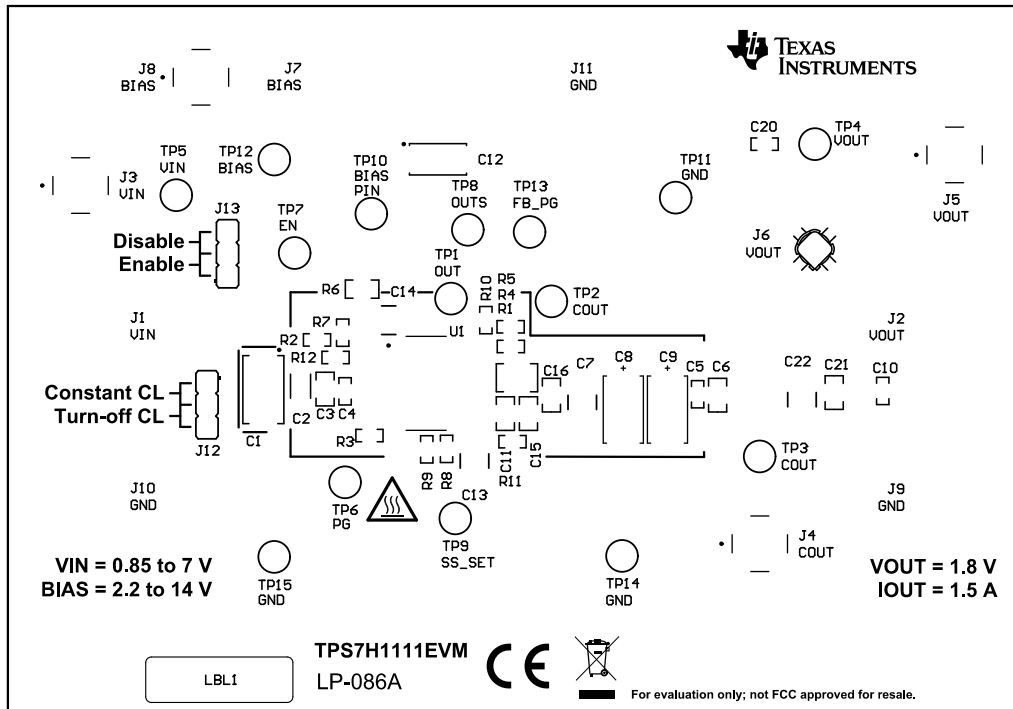 TEXAS
INSTRUMENTS
J8
BIAS
J7
BIAS
J11
GND
C20
TP4
VOUT
TP5
VIN
TP12
BIAS
TP10
BIAS
PIN
C12
TP11
GND
J3
VIN
TP8
OUTS
TP13
FB_PG
J5
VOUT
J13
TP7
EN
Disable
Enable
J6
VOUT
TP1
OUT
R6
C14
R10
R5
R4
R1
TP2
COUT
J1
VIN
R7
R2
R12
U1
J2
VOUT
Constant CL
Turn-off CL
J12
C1
C2
C3
C4
C16
C7
C8
+
C9
+
C5
C6
C22
C21
C10
R3
R9
R8
C11
C15
R11
TP3
COUT
J10
GND
TP6
PG
C13
TP9
SS_SET
J9
GND
J4
COUT
VIN = 0.85 to 7 V
BIAS = 2.2 to 14 V
TP15
GND
TP14
GND
VOUT = 1.8 V
IOUT = 1.5 A
LBL1
TPS7H1111EVM
LP-086A
CE
For evaluation only; not FCC approved for resale.